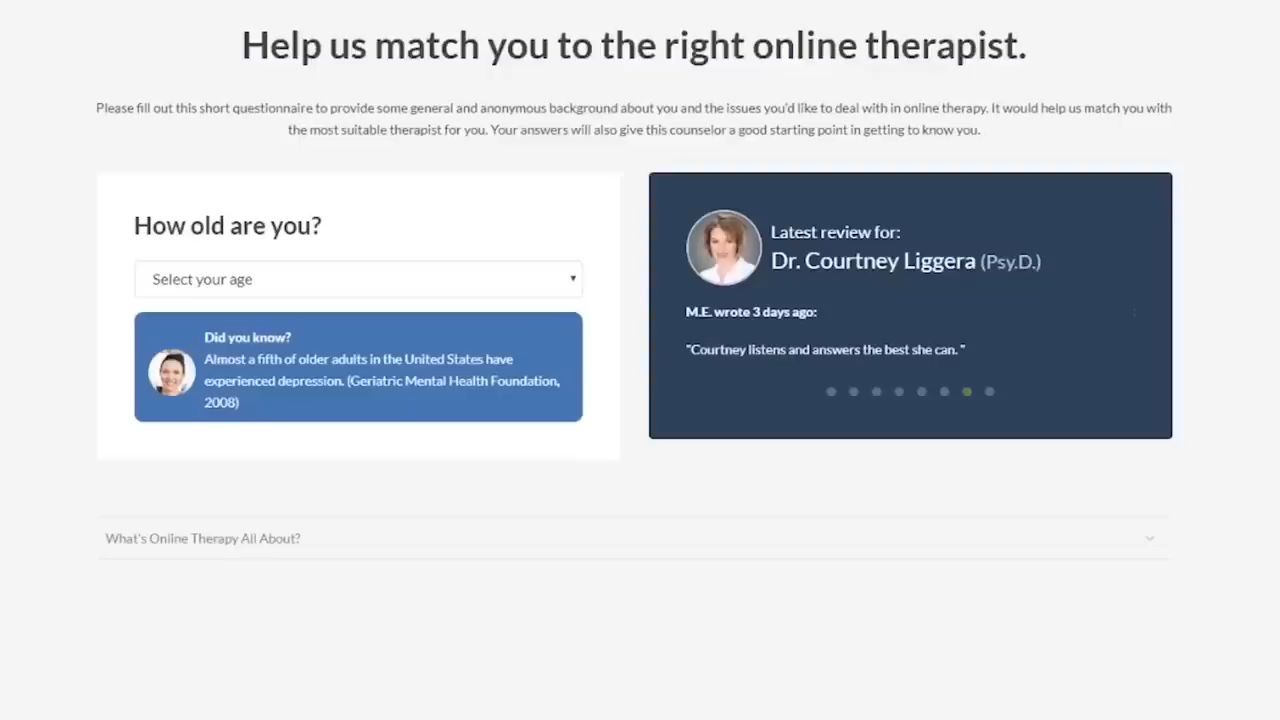 Help us match you to the right online therapist.
Please fill out this short questionnaire to provide some general and anonymous background about you and the issues you'd like to deal with in online therapy. It would help us match you with
the most suitable therapist for you. Your answers will also give this counselor a good starting point in getting to know you.
How old are you?
Select your age
Did you know?
Almost a fifth of older adults in the United States have
experienced depression. (Geriatric Mental Health Foundation,
2008)
Latest review for:
Dr. Courtney Liggera (Psy.D.)
M.E. wrote 3 days ago:
"Courtney listens and answers the best she can. "
What's Online Therapy All About?